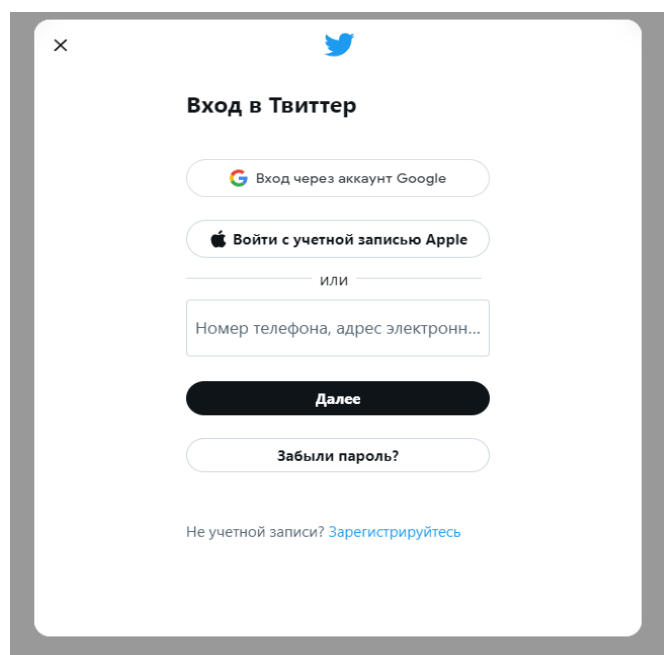 Вход в Твиттер
Вход через аккаунт Google
Войти с учетной записью Apple
или
Номер телефона, адрес электронн...
Далее
Забыли пароль?
Не учетной записи? Зарегистрируйтесь